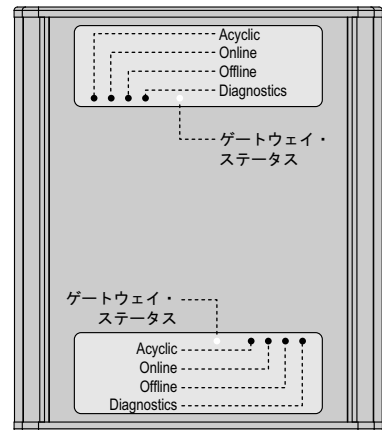 Acyclic
Online
Offline
Diagnostics
ゲートウェイ・
ステータス
ゲートウェイ・
ステータス
Acyclic
Online
Offline
Diagnostics